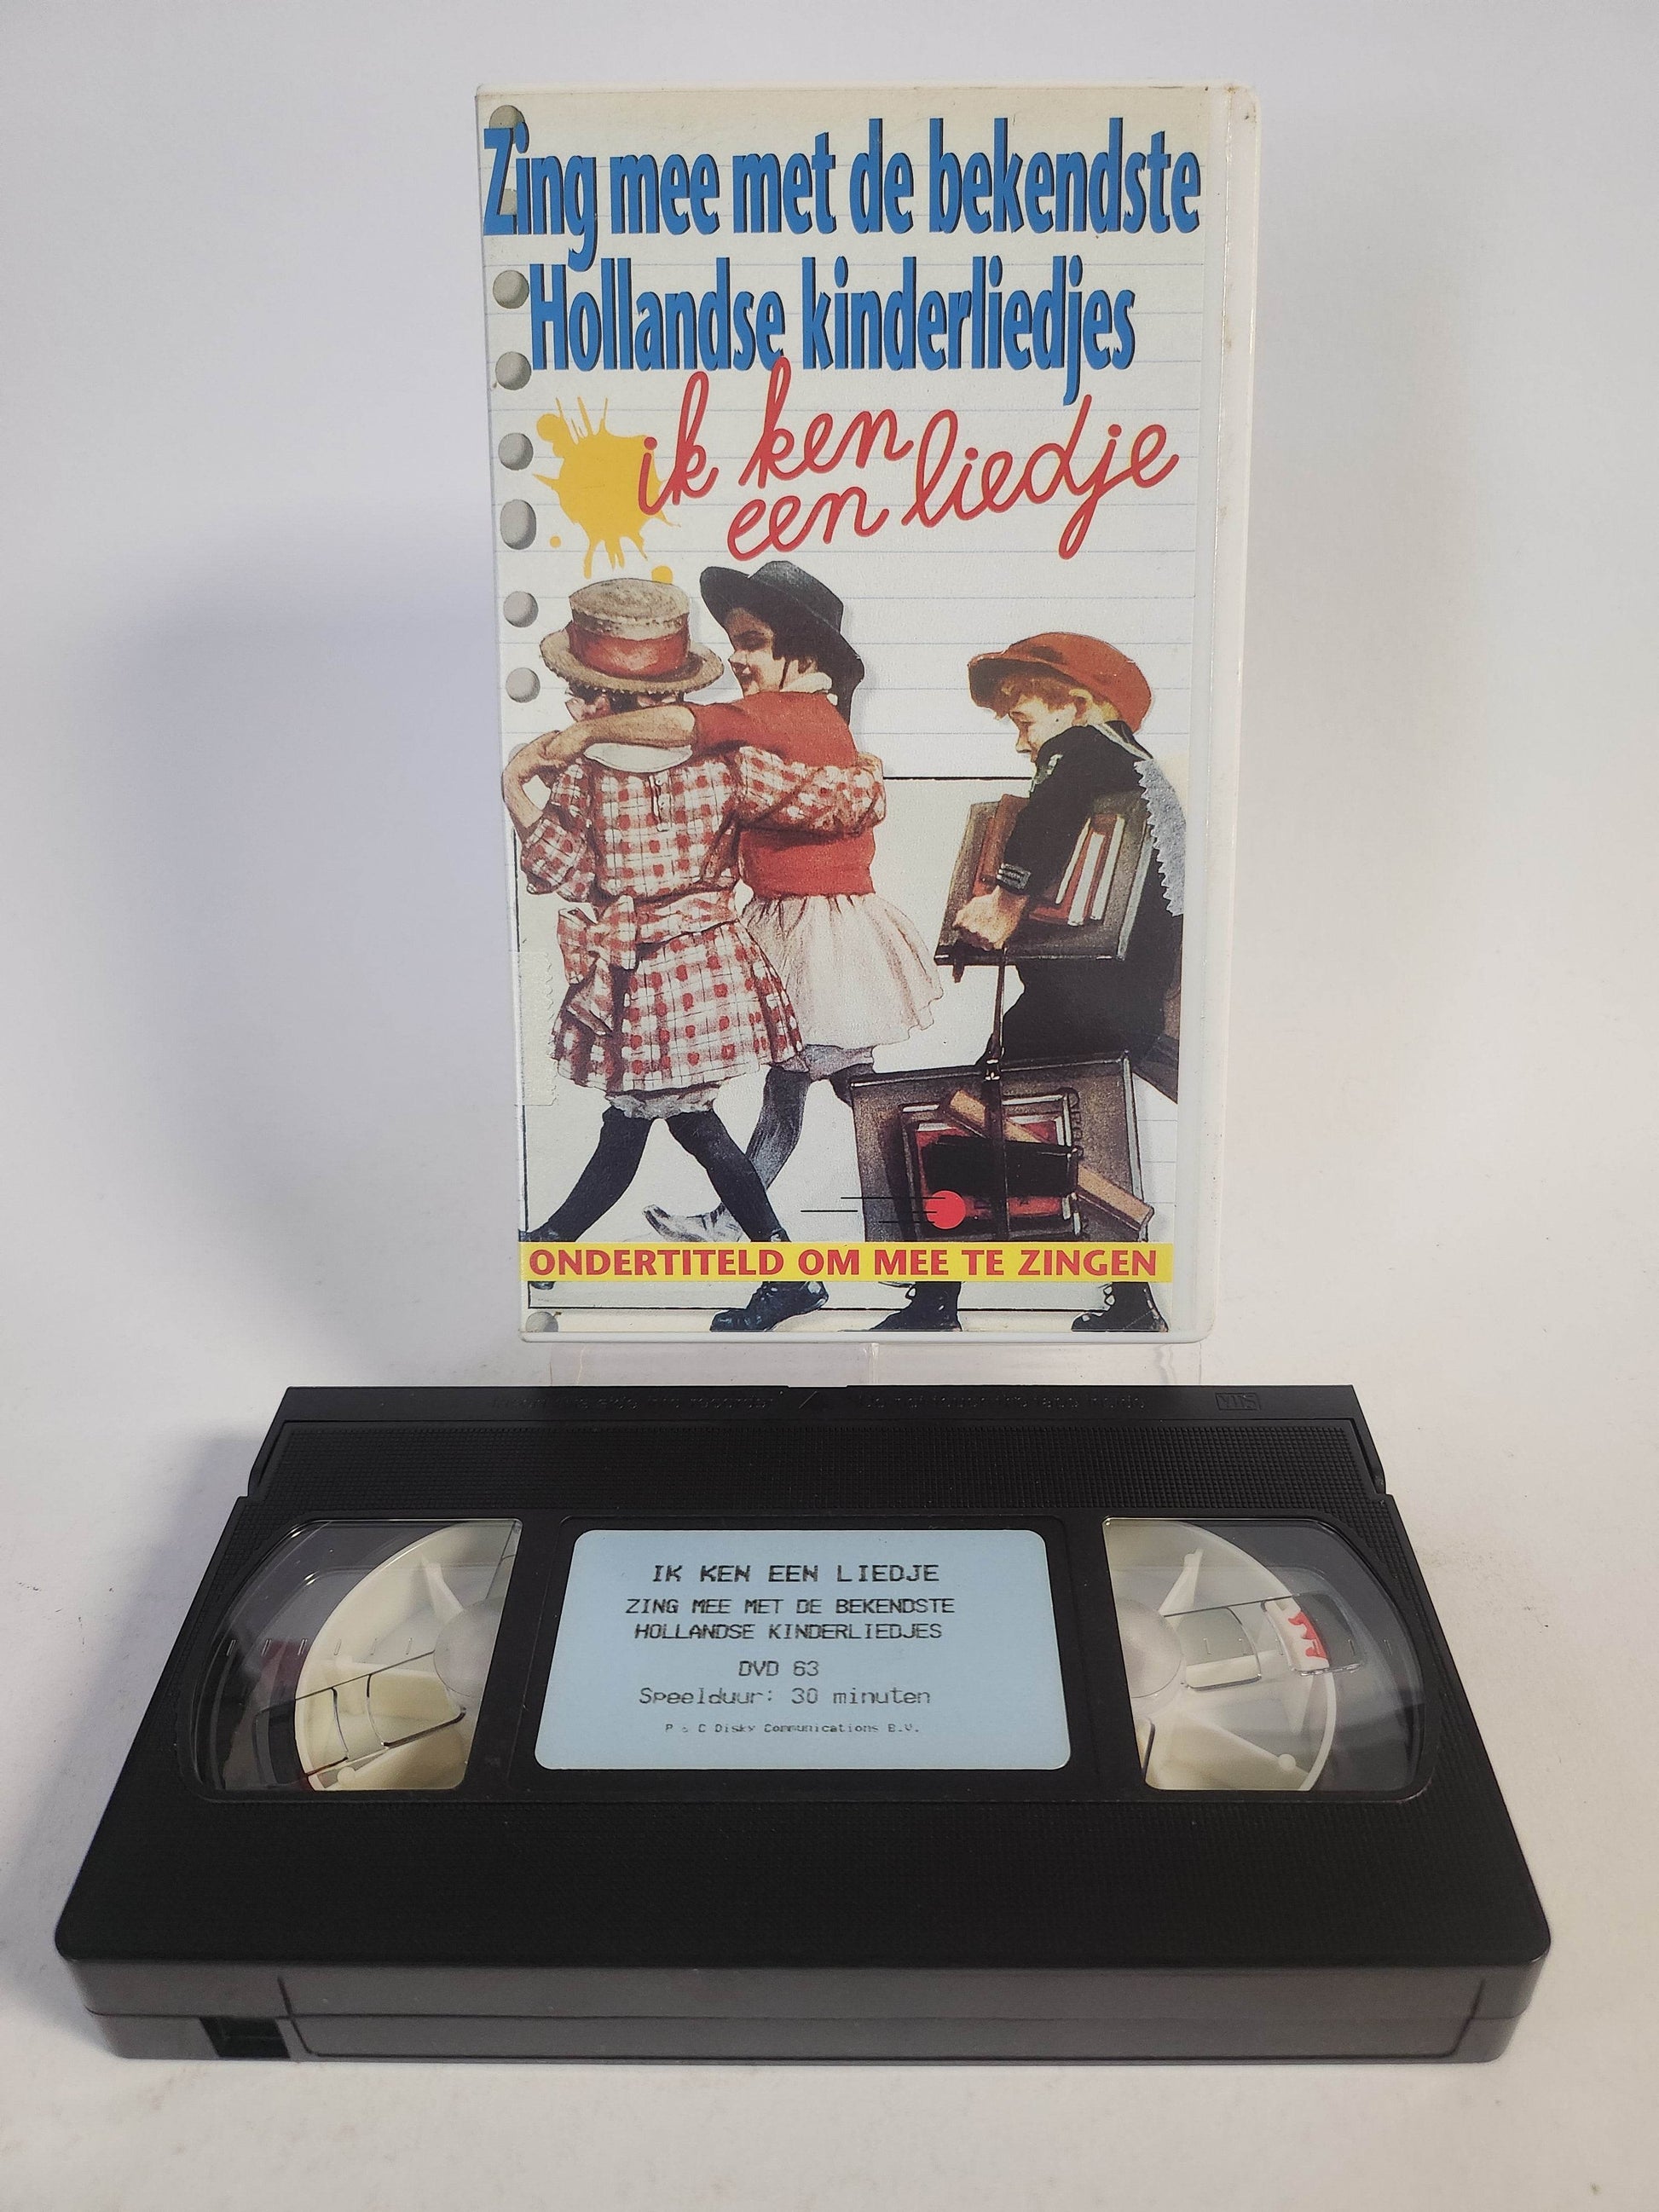 Zing mee met de bekendste
Hollandse kinderliedjes
ik ken
een liedje
ONDERTITELD OM MEE TE ZINGEN
VHS
IK KEN EEN LIEDJE
ZING MEE MET DE BEKENDSTE
HOLLANDSE KINDERLIEDJES
DVD 63
Speelduur: 30 minuten
P & C Disky Communications B.V.